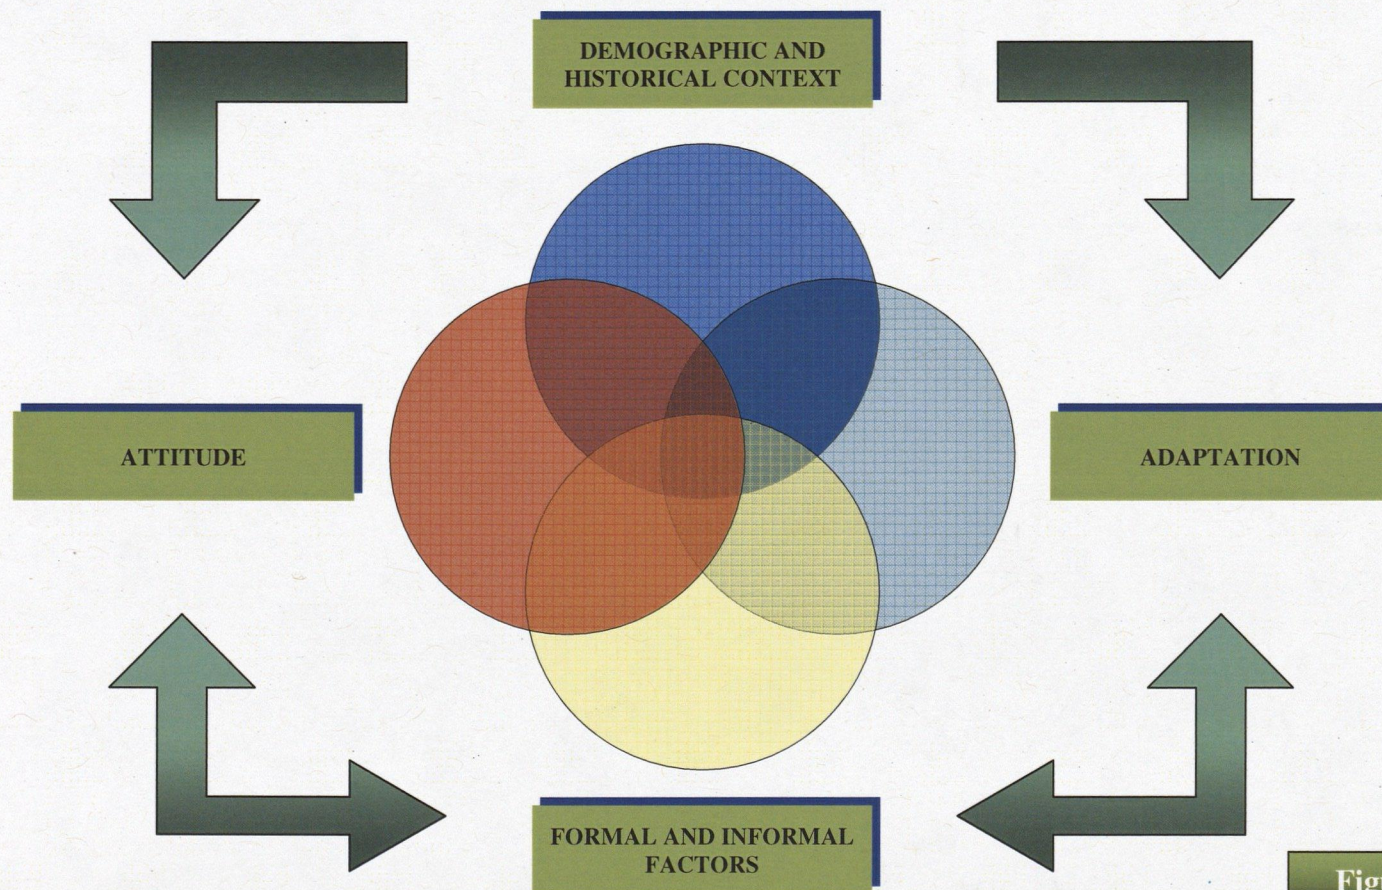 DEMOGRAPHIC AND
HISTORICAL CONTEXT
ATTITUDE
ADAPTATION
FORMAL AND INFORMAL
FACTORS